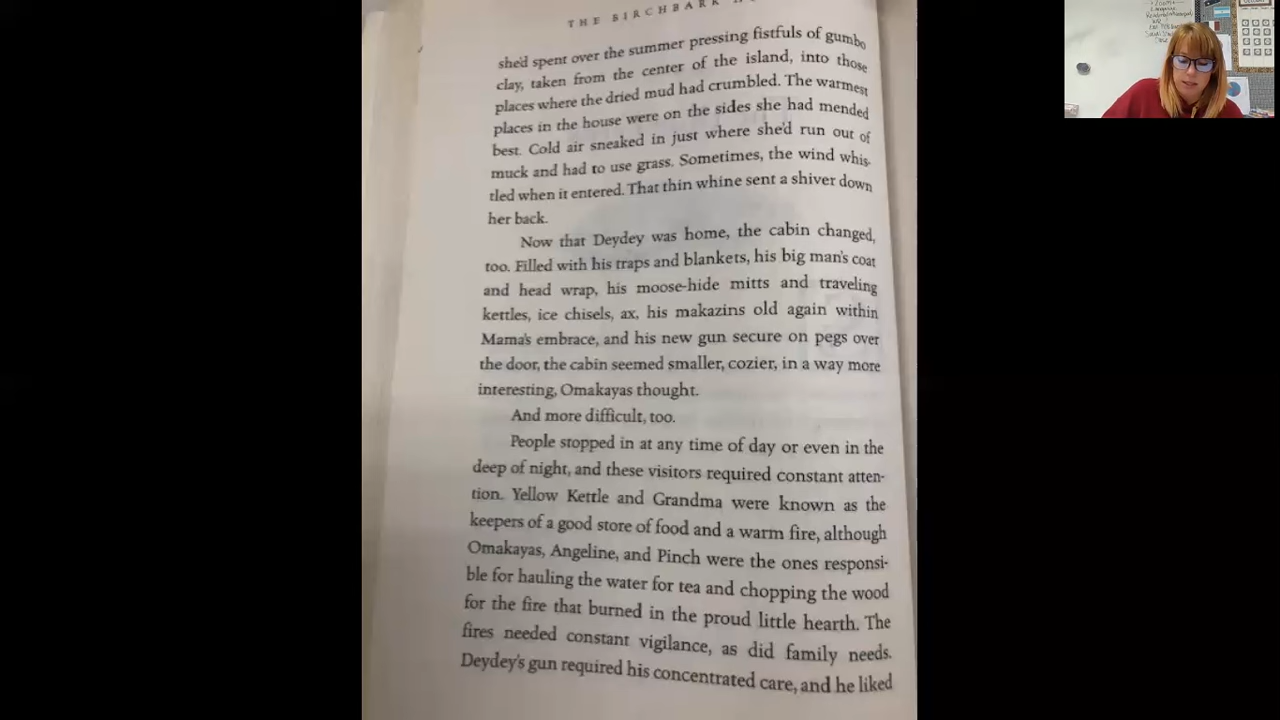 THE BIRCHBARK
she'd spent over the summer pressing fistfuls of gumbo
clay, taken from the center of the island, into those
places where the dried mud had crumbled. The warmest
places in the house were on the sides she had mended
best. Cold air sneaked in just where she'd run out of
muck and had to use grass. Sometimes, the wind whis-
tled when it entered. That thin whine sent a shiver down
her back.
Now that Deydey was home, the cabin changed,
too. Filled with his traps and blankets, his big man's coat
and head wrap, his moose-hide mitts and traveling
kettles, ice chisels, ax, his makazins old again within
Mama's embrace, and his new gun secure on pegs over
the door, the cabin seemed smaller, cozier, in a way more
interesting, Omakayas thought.
And more difficult, too.
People stopped in at any time of day or even in the
deep of night, and these visitors required constant atten-
tion. Yellow Kettle and Grandma were known as the
keepers of a good store of food and a warm fire, although
Omakayas, Angeline, and Pinch were the ones responsi-
ble for hauling the water for tea and chopping the wood
for the fire that burned in the proud little hearth. The
fires needed constant vigilance, as did family needs.
Deydey's gun required his concentrated care, and he liked